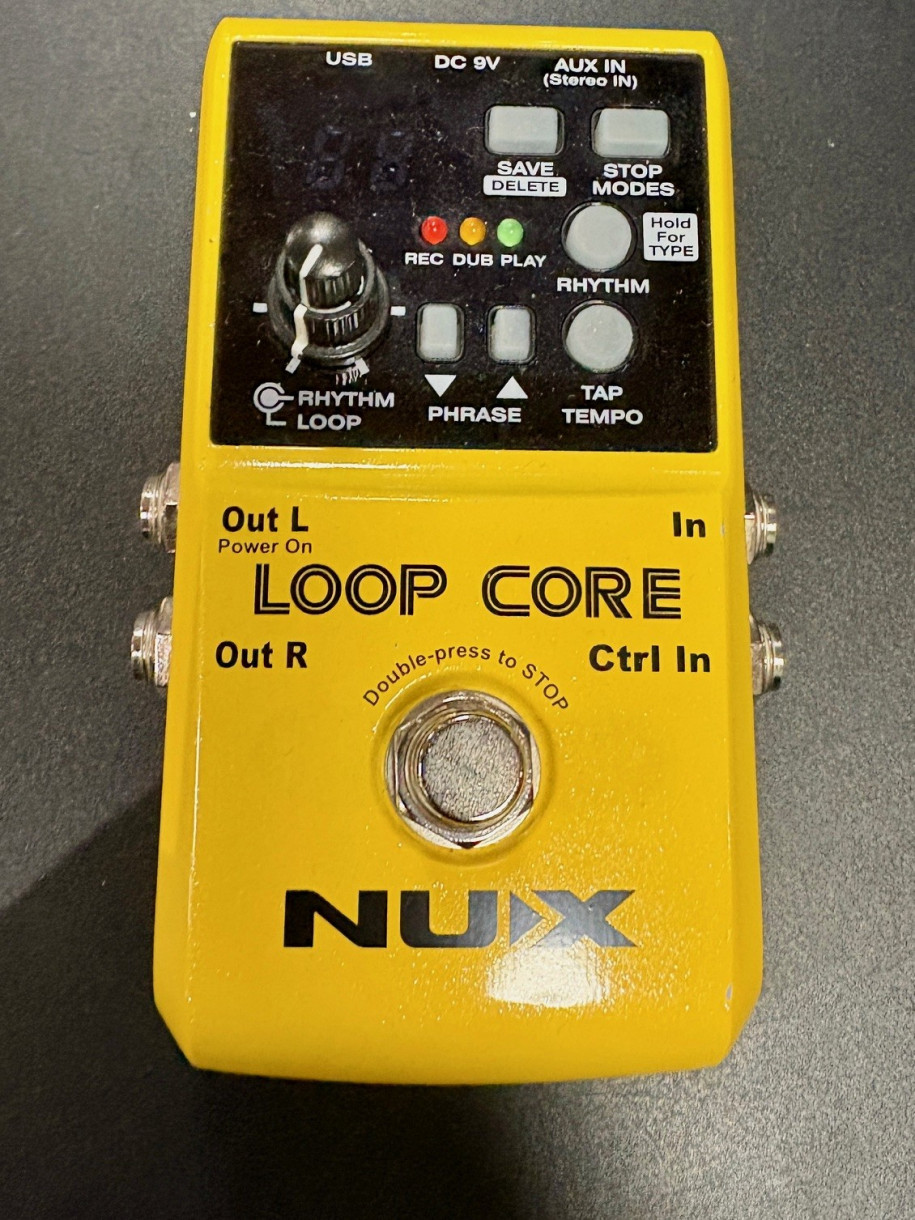 USB
DC 9V
AUX IN
(Stereo IN)
SAVE
DELETE
STOP
MODES
REC DUB PLAY
Hold
For
TYPE
RHYTHM
RHYTHM
LOOP
PHRASE
TAP
TEMPO
Out L
Power On
In
LOOP CORE
Out R
Ctrl In
Double-press to STOP
NUX